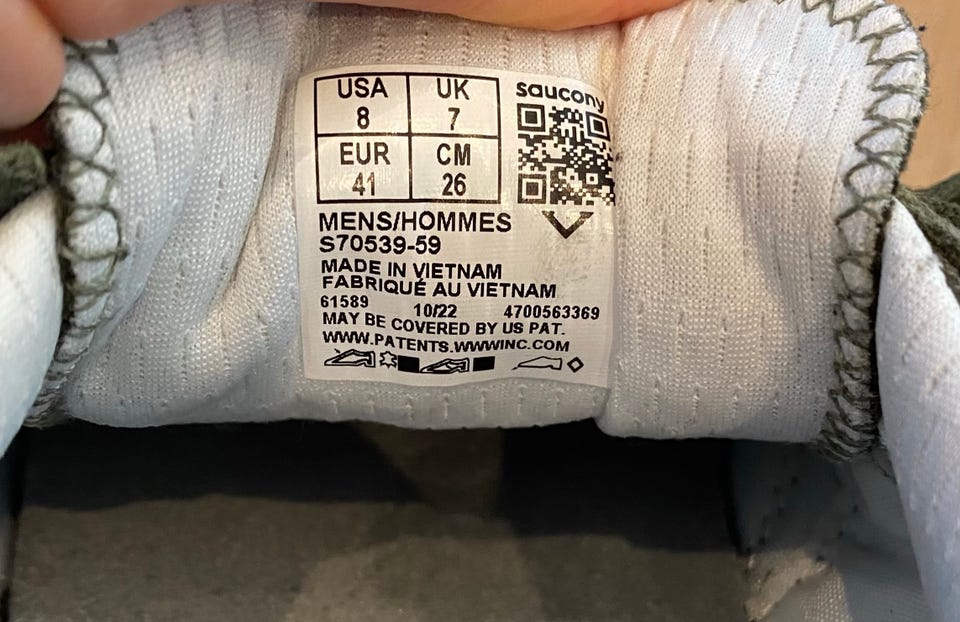 saucony
USA UK
8 7
EUR CM
41 26
MENS/HOMMES
S70539-59
MADE IN VIETNAM
FABRIQUÉ AU VIETNAM
61589 10/22 4700563369
MAY BE COVERED BY US PAT.
WWW.PATENTS.WWWINC.COM